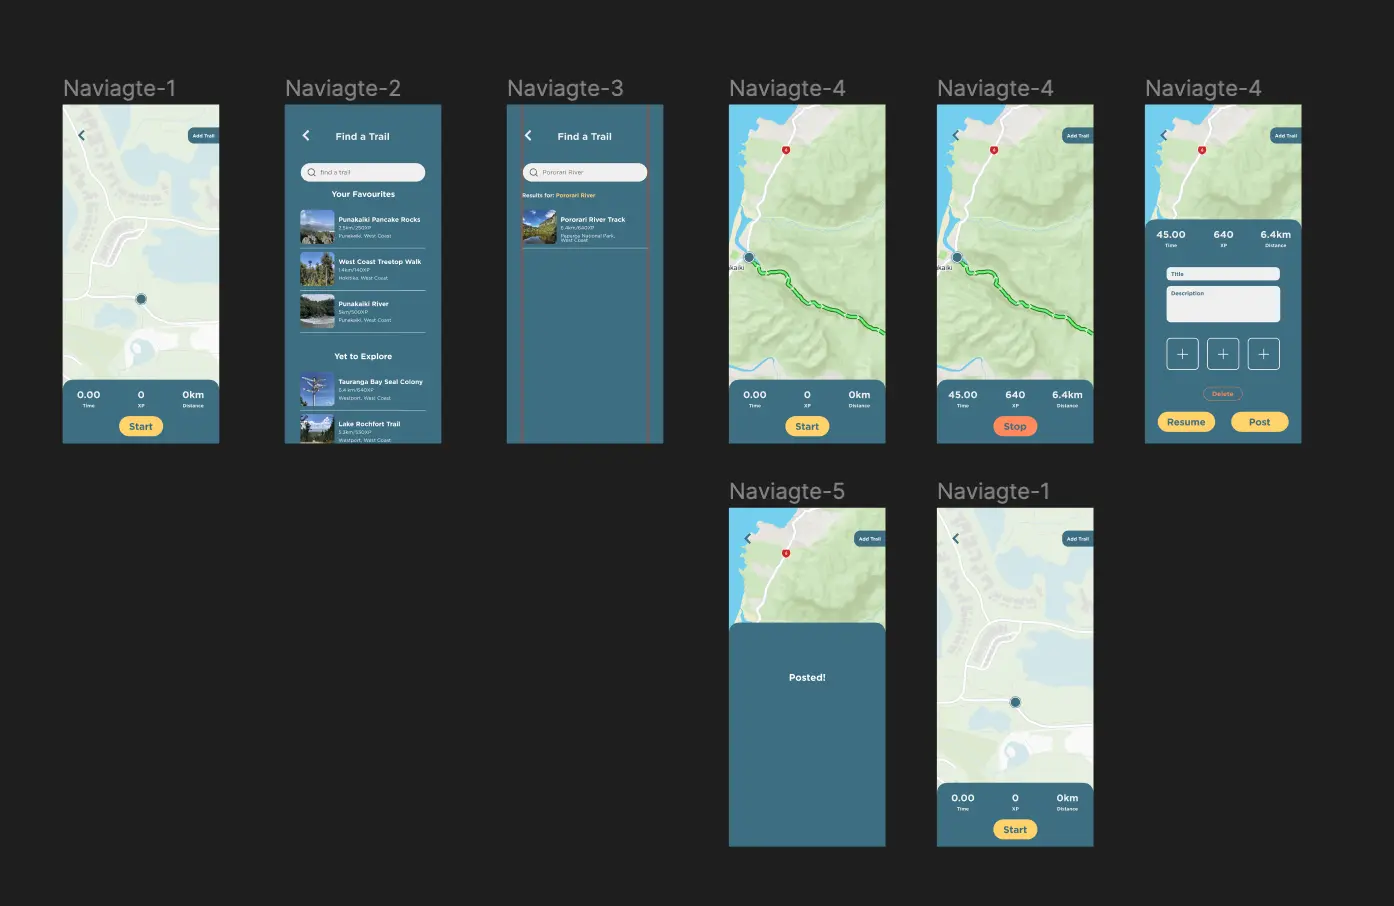 Naviagte-1
Add Trail
0.00
0
0km
Time
XP
Distance
Start
Naviagte-2
Find a Trail
find a trail
Your Favourites
Punakaiki Pancake Rocks
2.5km/250XP
Punakaiki, West Coast
West Coast Treetop Walk
1.4km/140XP
Hokitika, West Coast
Punakaiki River
5km/500XP
Punakaiki, West Coast
Yet to Explore
Tauranga Bay Seal Colony
6.4 km/640XP
Westport, West Coast
Lake Rochfort Trail
5.3km/530XP
Westport, West Coast
Naviagte-3
Find a Trail
Pororari River
Results for: Pororari River
Pororari River Track
6.4km/640XP
Paparoa National Park,
West Coast
Naviagte-4
Add Trail
kaiki
0.00
0
0km
Time
XP
Distance
Start
Naviagte-4
Add Trail
kaiki
45.00
640
6.4km
Time
XP
Distance
Stop
Naviagte-4
Add Trail
45.00
640
6.4km
Time
XP
Distance
Title
Description
Delete
Resume
Post
Naviagte-5
Add Trail
Posted!
Naviagte-1
Add Trail
0.00
0
0km
Time
XP
Distance
Start